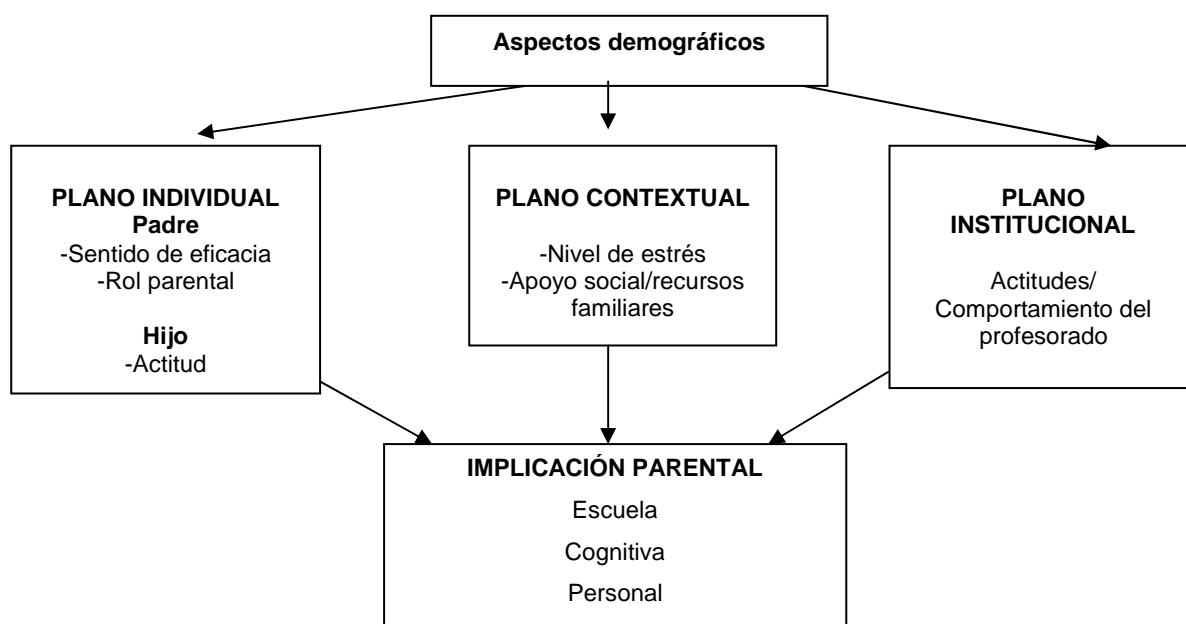 Aspectos demográficos
PLANO INDIVIDUAL
Padre
-Sentido de eficacia
-Rol parental
Hijo
-Actitud
PLANO CONTEXTUAL
-Nivel de estrés
-Apoyo social/recursos
familiares
PLANO
INSTITUCIONAL
Actitudes/
Comportamiento del
profesorado
IMPLICACIÓN PARENTAL
Escuela
Cognitiva
Personal